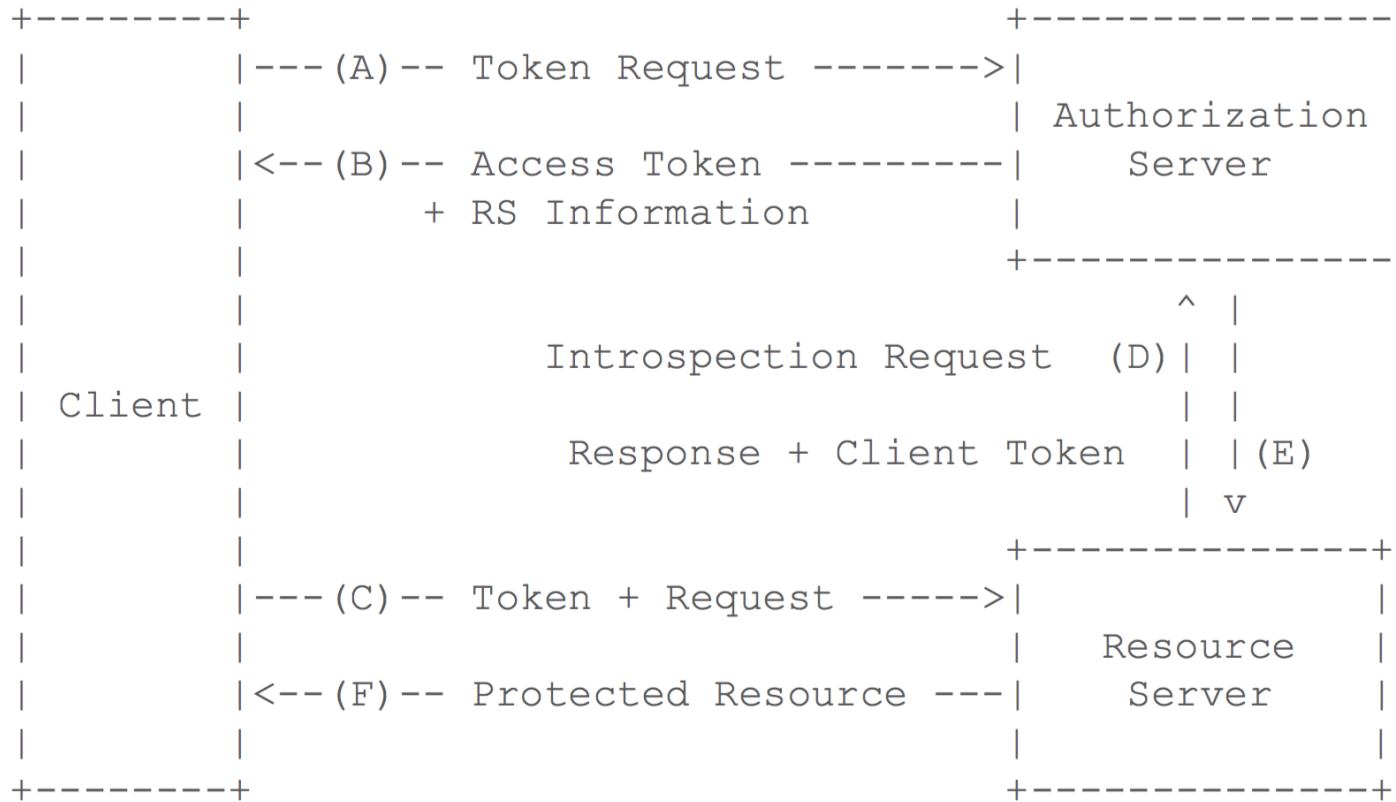 +--------+                                +---------------
|        |---(A)-- Token Request ------->|
|        |                                | Authorization
|        |<--(B)-- Access Token ---------|    Server
|        |       + RS Information         |
|        |                                +---------------
|        |                                       ^ |
|        |            Introspection Request  (D)| |
| Client |                                       | |
|        |             Response + Client Token  | |(E)
|        |                                       | v
|        |                                +---------------+
|        |---(C)-- Token + Request ----->|               |
|        |                                |   Resource    |
|        |<--(F)-- Protected Resource ---|    Server     |
|        |                                |               |
+--------+                                +---------------+